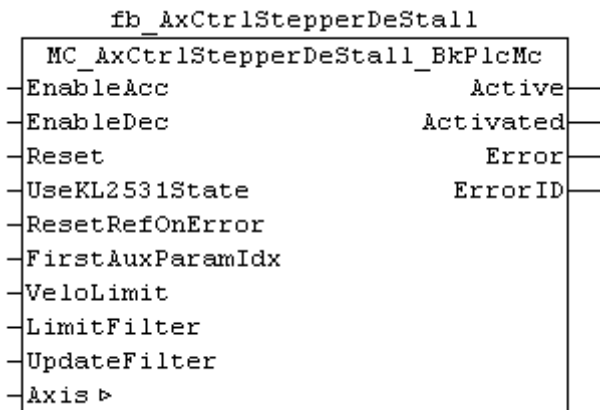 fb_AxCtrlStepperDeStall
MC_AxCtrlStepperDeStall_BkPlcMc
EnableAcc Active
EnableDec Activated
Reset Error
UseKL2531State ErrorID
ResetRefOnError
FirstAuxParamIdx
VeloLimit
LimitFilter
UpdateFilter
Axis ▷